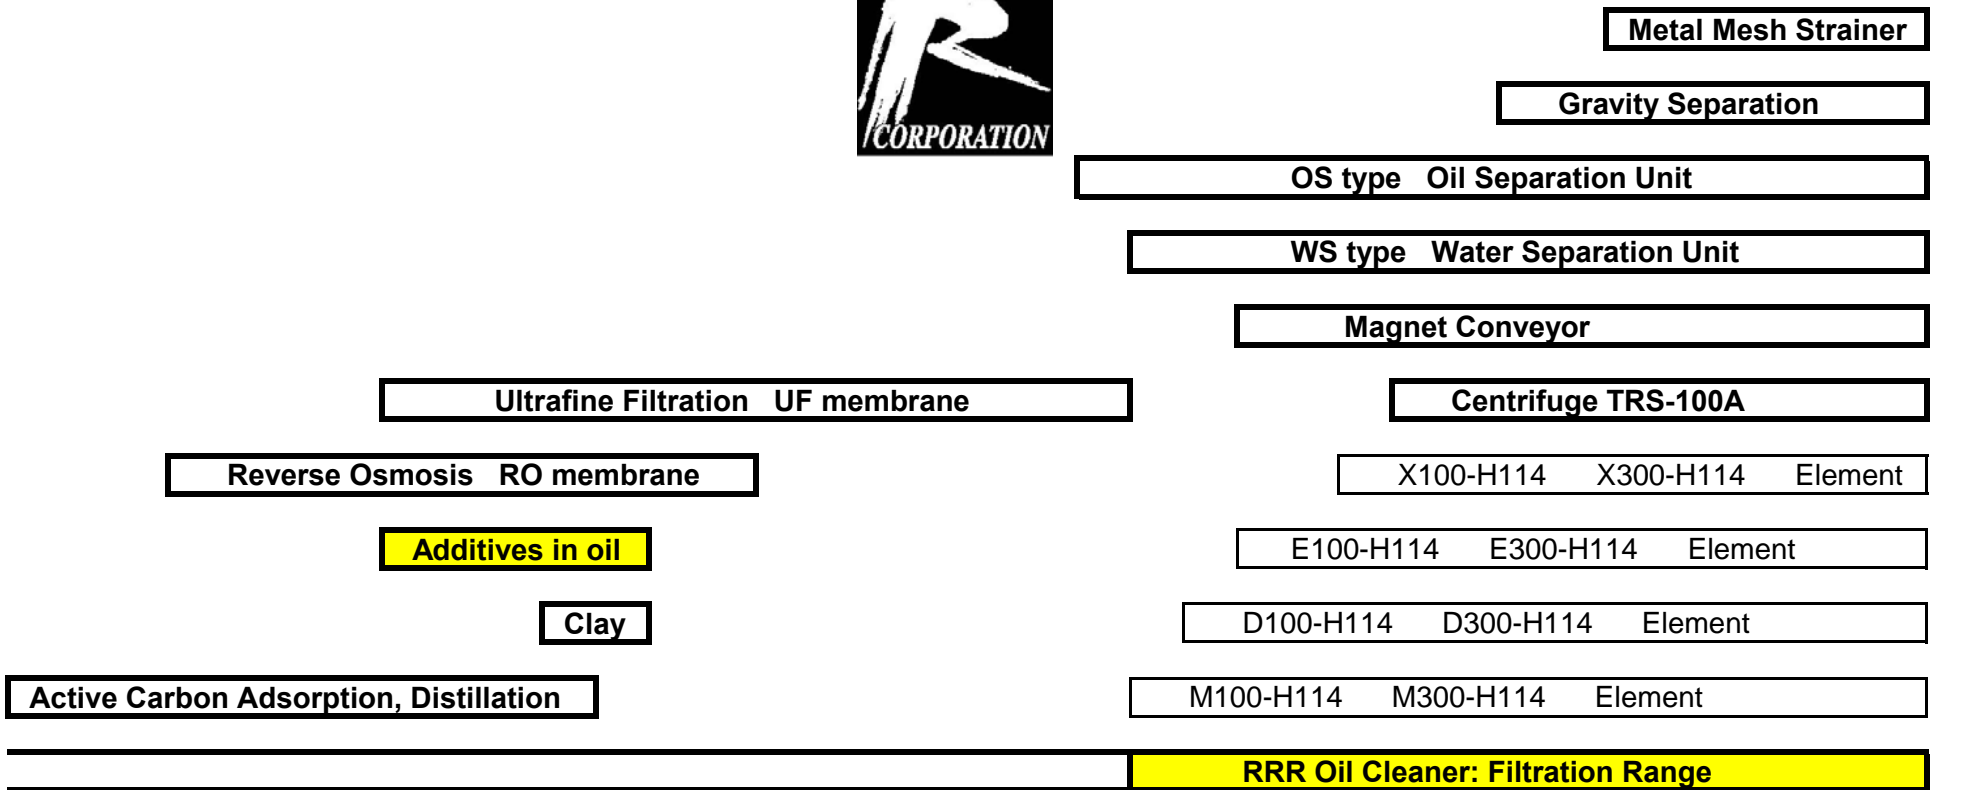 Metal Mesh Strainer
Gravity Separation
CORPORATION
OS type Oil Separation Unit
WS type Water Separation Unit
Magnet Conveyor
Ultrafine Filtration UF membrane
Centrifuge TRS-100A
Reverse Osmosis RO membrane
X100-H114 X300-H114 Element
Additives in oil
E100-H114 E300-H114 Element
Clay
D100-H114 D300-H114 Element
Active Carbon Adsorption, Distillation
M100-H114 M300-H114 Element
RRR Oil Cleaner: Filtration Range